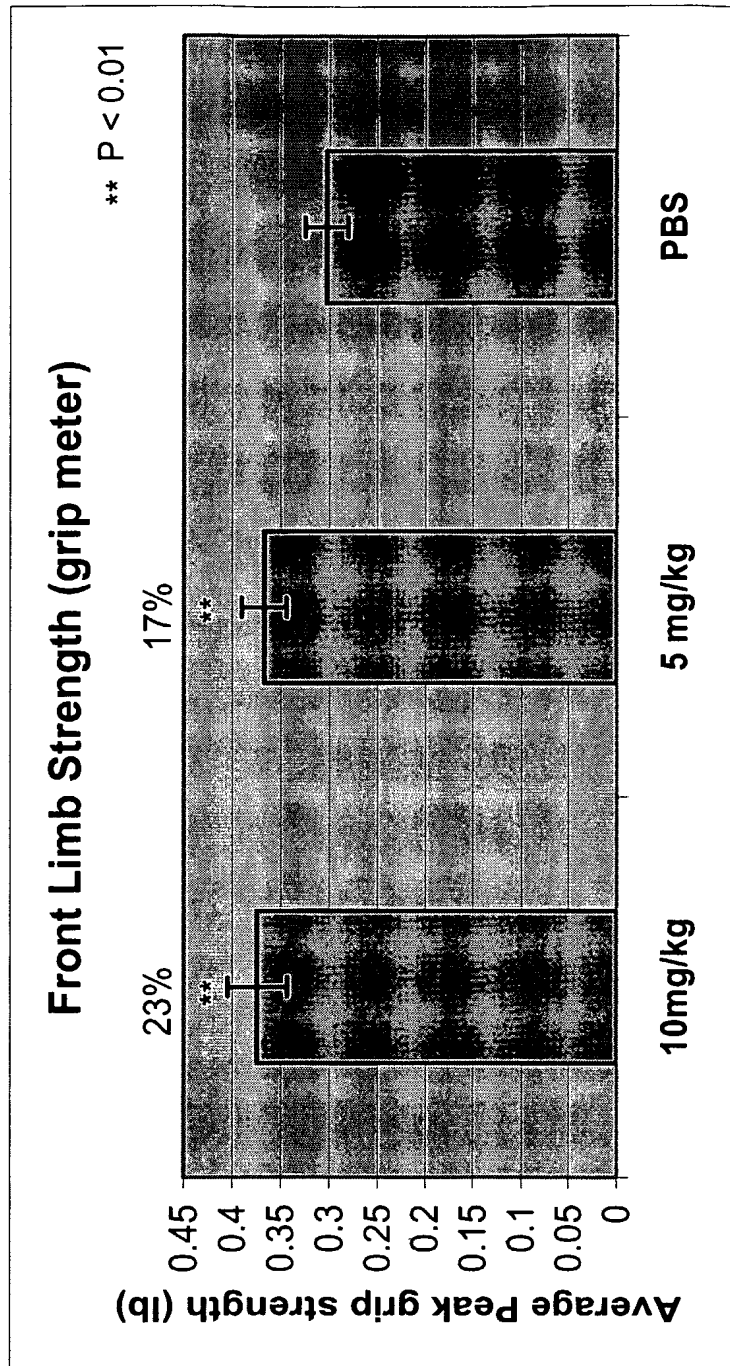 Front Limb Strength (grip meter)
** P < 0.01
23%
17%
**
**
Average Peak grip strength (lb)
0.45
0.4
0.35
0.3
0.25
0.2
0.15
0.1
0.05
0
10mg/kg
5 mg/kg
PBS